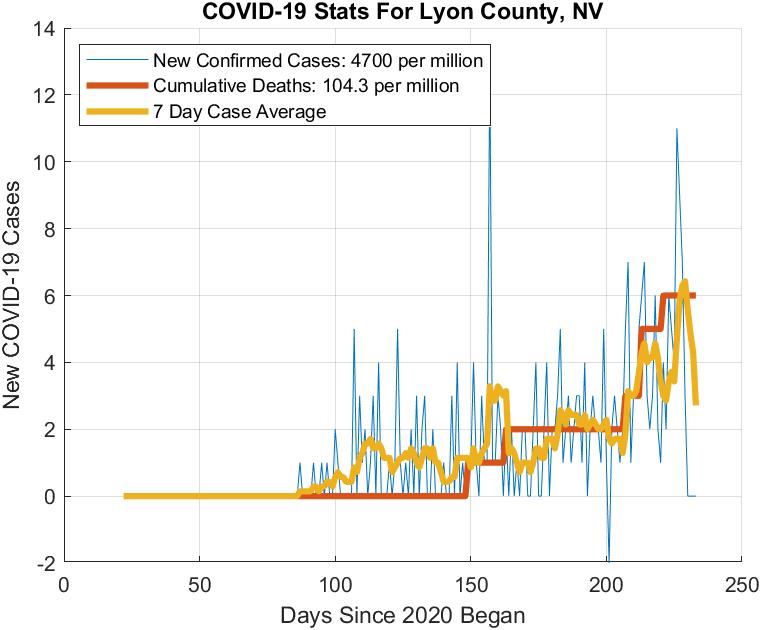 COVID-19 Stats For Lyon County, NV
14
12
10
8
6
4
2
0
-2
New COVID-19 Cases
New Confirmed Cases: 4700 per million
Cumulative Deaths: 104.3 per million
7 Day Case Average
0 50 100 150 200 250
Days Since 2020 Began